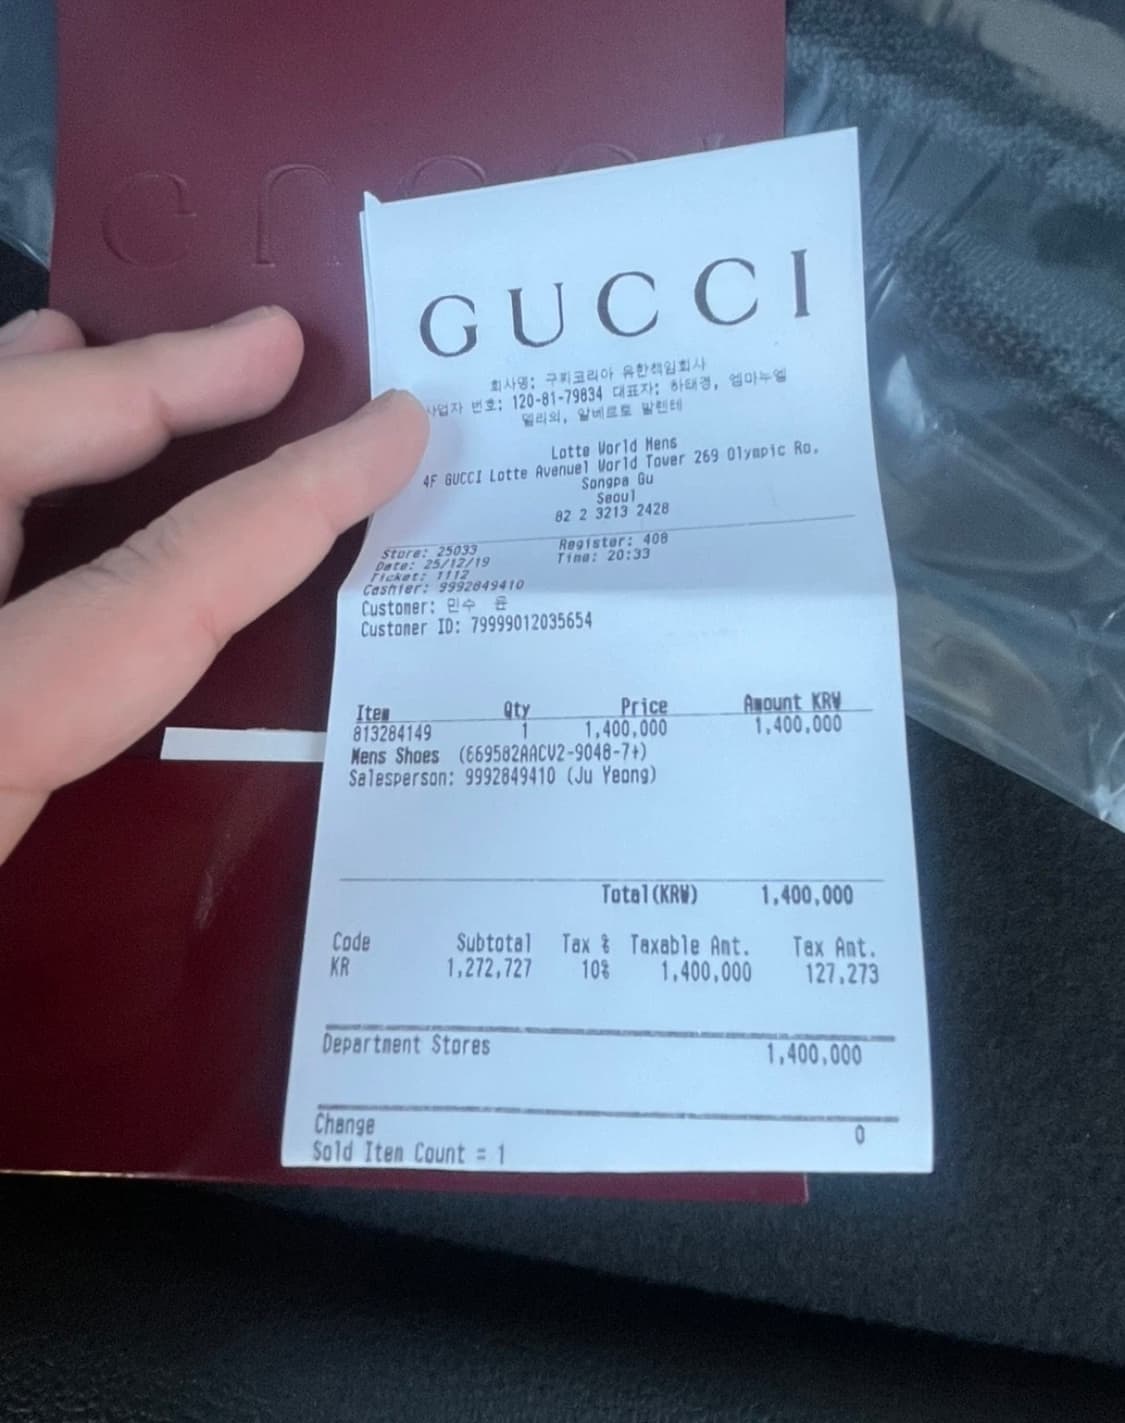 GUCCI
회사명: 구찌코리아 유한책임회사
사업자 번호: 120-81-79834 대표자: 하태경, 엠마누엘
델리외, 알베르토 발렌테
Lotte World Mens
4F GUCCI Lotte Avenuel World Tower 269 Olympic Ro.
Songpa Gu
Seoul
82 2 3213 2428
Store: 25033 Register: 408
Date: 25/12/19 Time: 20:33
Ticket: 1112
Cashier: 9992849410
Customer: 민수 윤
Customer ID: 79999012035654
Item Qty Price Amount KRW
813284149 1 1,400,000 1,400,000
Mens Shoes (669582AACV2-9048-7+)
Salesperson: 9992849410 (Ju Yeong)
Total(KRW) 1,400,000
Code Subtotal Tax % Taxable Amt. Tax Amt.
KR 1,272,727 10% 1,400,000 127,273
Department Stores 1,400,000
Change 0
Sold Item Count = 1